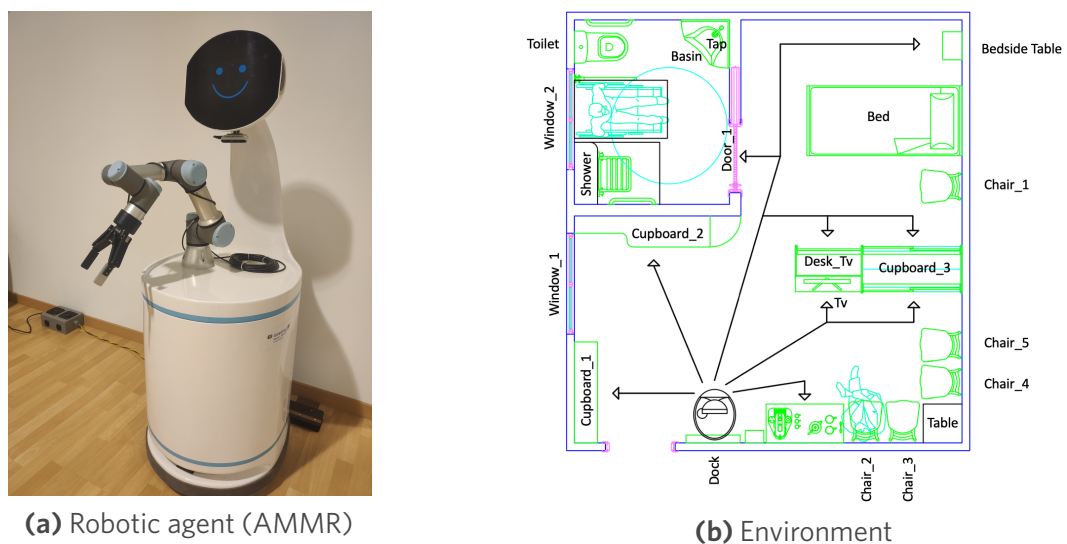 (a) Robotic agent (AMMR)
Toilet
Tap
Basin
Bedside Table
Window_2
Bed
Door_1
Shower
Chair_1
Cupboard_2
Window_1
Desk_Tv
Cupboard_3
Tv
Chair_5
Cupboard_1
Chair_4
Table
Dock
Chair_2
Chair_3
(b) Environment